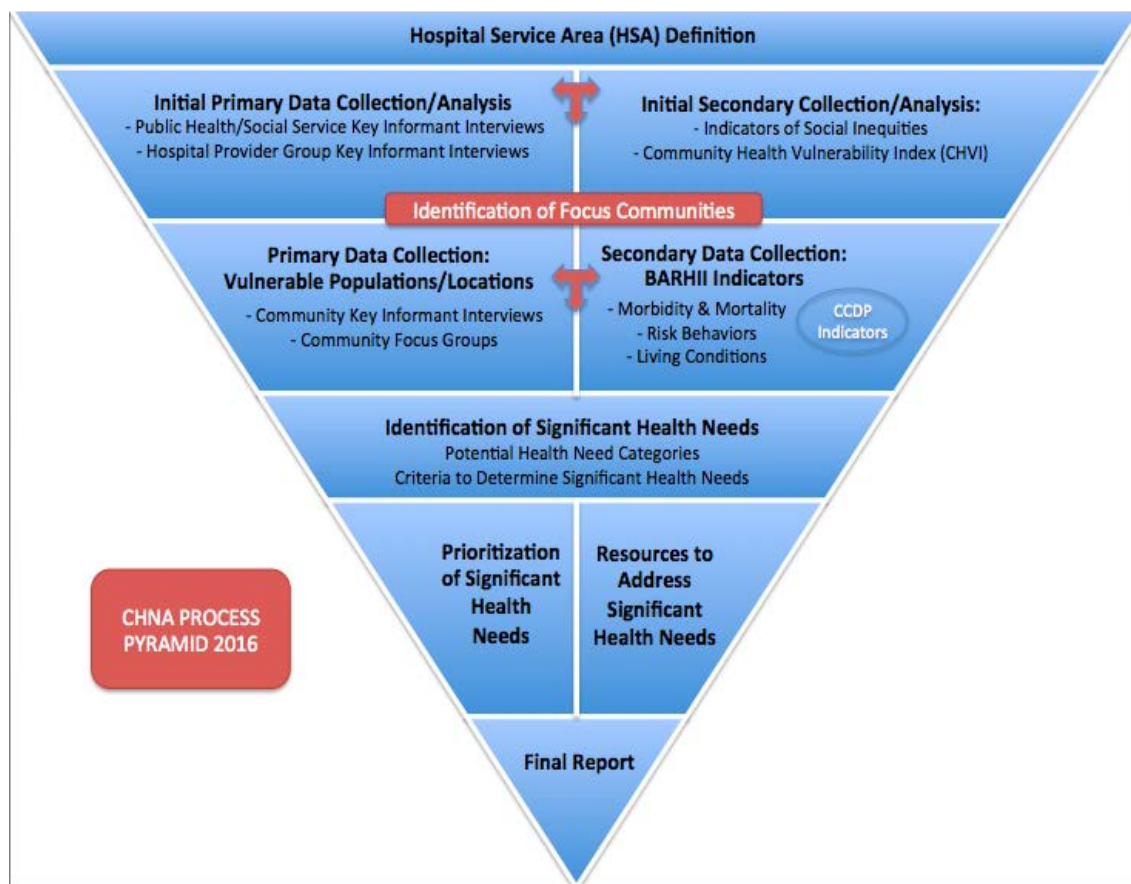 Hospital Service Area (HSA) Definition
Initial Primary Data Collection/Analysis
- Public Health/Social Service Key Informant Interviews
- Hospital Provider Group Key Informant Interviews
Initial Secondary Collection/Analysis:
- Indicators of Social Inequities
- Community Health Vulnerability Index (CHVI)
Identification of Focus Communities
Primary Data Collection:
Vulnerable Populations/Locations
- Community Key Informant Interviews
- Community Focus Groups
Secondary Data Collection:
BARHII Indicators
- Morbidity & Mortality
- Risk Behaviors
- Living Conditions
CCDP
Indicators
Identification of Significant Health Needs
Potential Health Need Categories
Criteria to Determine Significant Health Needs
Prioritization
of Significant
Health
Needs
Resources to
Address
Significant
Health Needs
CHNA PROCESS
PYRAMID 2016
Final Report